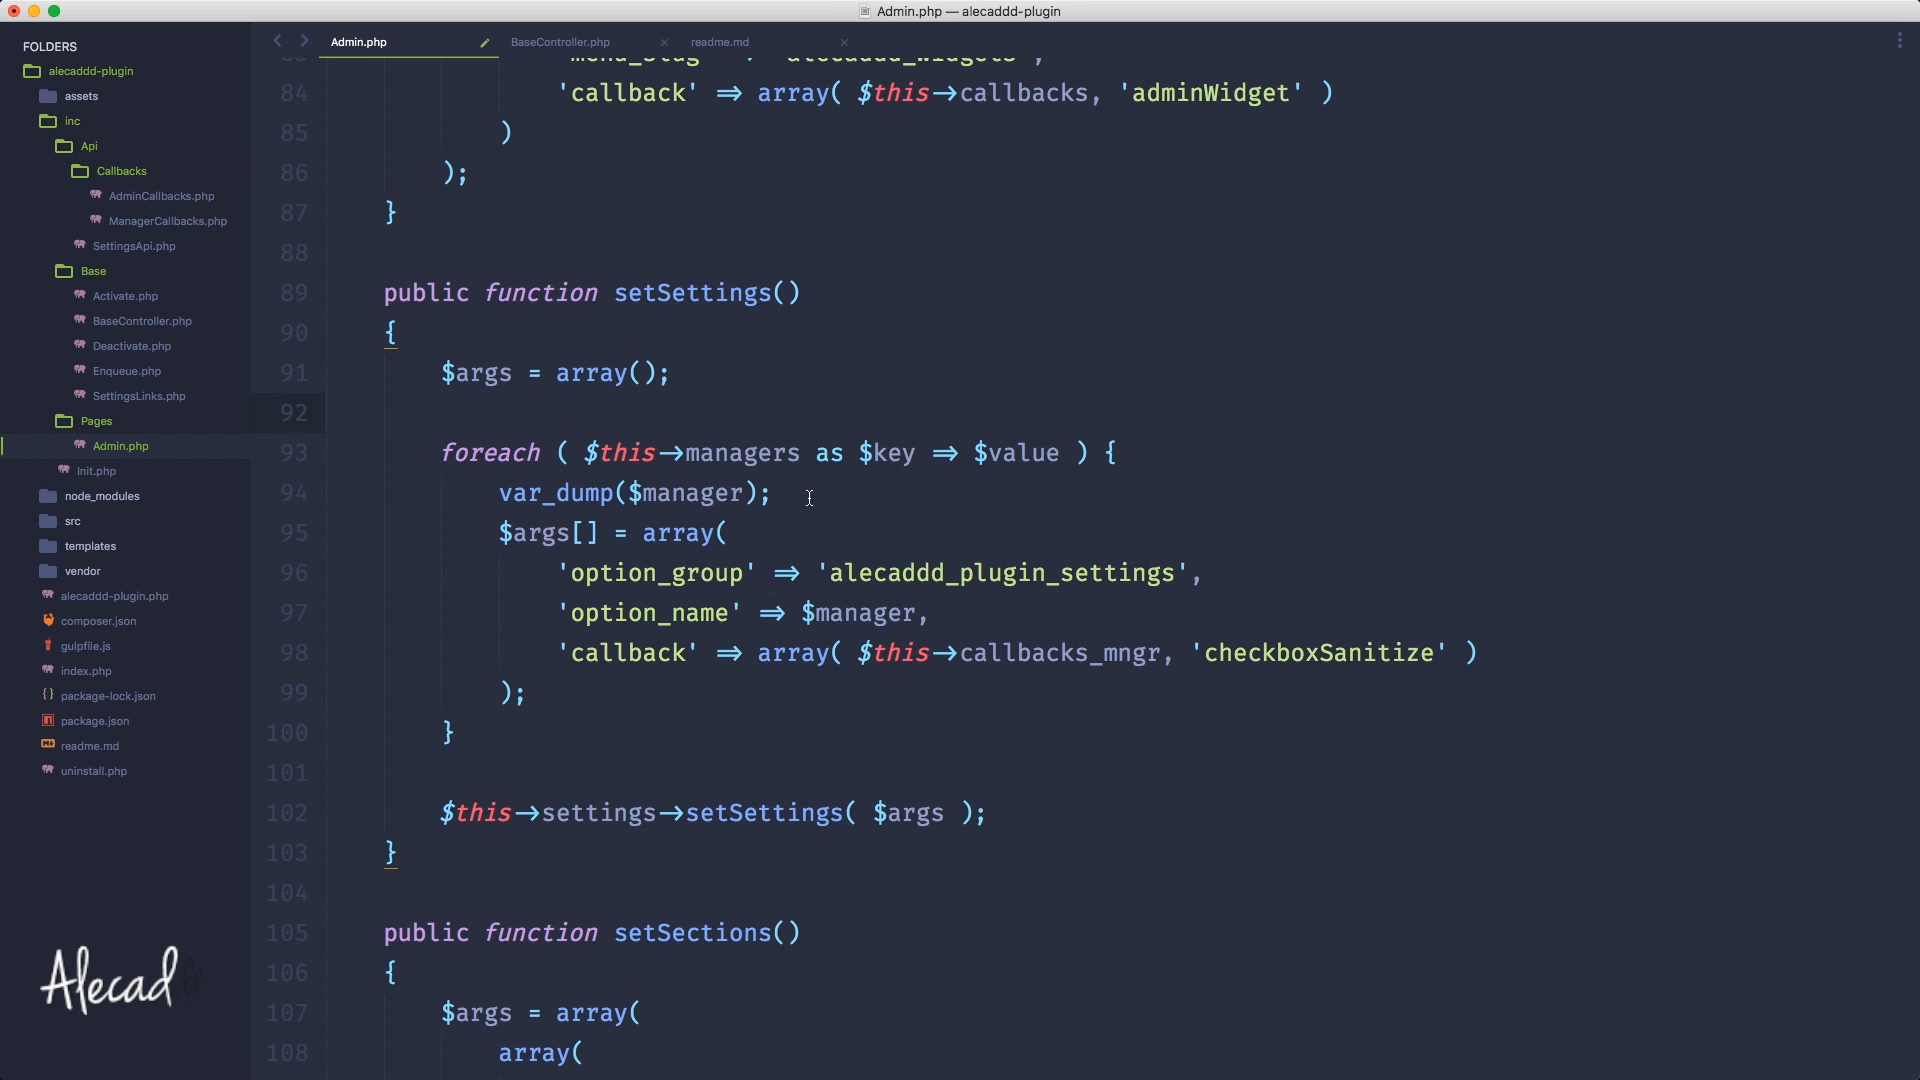 Admin.php — alecaddd-plugin
FOLDERS
alecaddd-plugin
assets
inc
Api
Callbacks
AdminCallbacks.php
ManagerCallbacks.php
SettingsApi.php
Base
Activate.php
BaseController.php
Deactivate.php
Enqueue.php
SettingsLinks.php
Pages
Admin.php
Init.php
node_modules
src
templates
vendor
alecaddd-plugin.php
composer.json
gulpfile.js
index.php
package-lock.json
package.json
readme.md
uninstall.php
Alecad
Admin.php BaseController.php readme.md
84 'callback' => array( $this->callbacks, 'adminWidget' )
85 )
86 );
87 }
88
89 public function setSettings()
90 {
91 $args = array();
92
93 foreach ( $this->managers as $key => $value ) {
94 var_dump($manager);
95 $args[] = array(
96 'option_group' => 'alecaddd_plugin_settings',
97 'option_name' => $manager,
98 'callback' => array( $this->callbacks_mngr, 'checkboxSanitize' )
99 );
100 }
101
102 $this->settings->setSettings( $args );
103 }
104
105 public function setSections()
106 {
107 $args = array(
108 array(